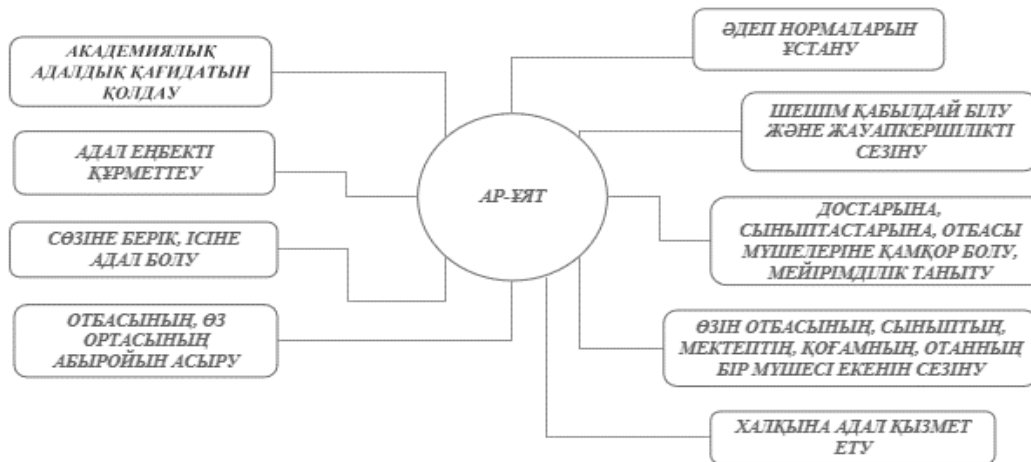 АКАДЕМИЯЛЫҚ
АДАЛДЫҚ ҚАҒИДАТЫН
ҚОЛДАУ
АДАЛ ЕҢБЕКТІ
ҚҰРМЕТТЕУ
СӨЗІНЕ БЕРІК, ІСІНЕ
АДАЛ БОЛУ
ОТБАСЫНЫҢ, ӨЗ
ОРТАСЫНЫҢ
АБЫРОЙЫН АСЫРУ
АР-ҰЯТ
ӘДЕП НОРМАЛАРЫН
ҰСТАНУ
ШЕШІМ ҚАБЫЛДАЙ БІЛУ
ЖӘНЕ ЖАУАПКЕРШІЛІКТІ
СЕЗІНУ
ДОСТАРЫНА,
СЫНЫПТАСТАРЫНА, ОТБАСЫ
МҮШЕЛЕРІНЕ ҚАМҚОР БОЛУ,
МЕЙІРІМДІЛІК ТАНЫТУ
ӨЗІН ОТБАСЫНЫҢ, СЫНЫПТЫҢ,
МЕКТЕПТІҢ, ҚОҒАМНЫҢ, ОТАННЫҢ
БІР МҮШЕСІ ЕКЕНІН СЕЗІНУ
ХАЛҚЫНА АДАЛ ҚЫЗМЕТ
ЕТУ